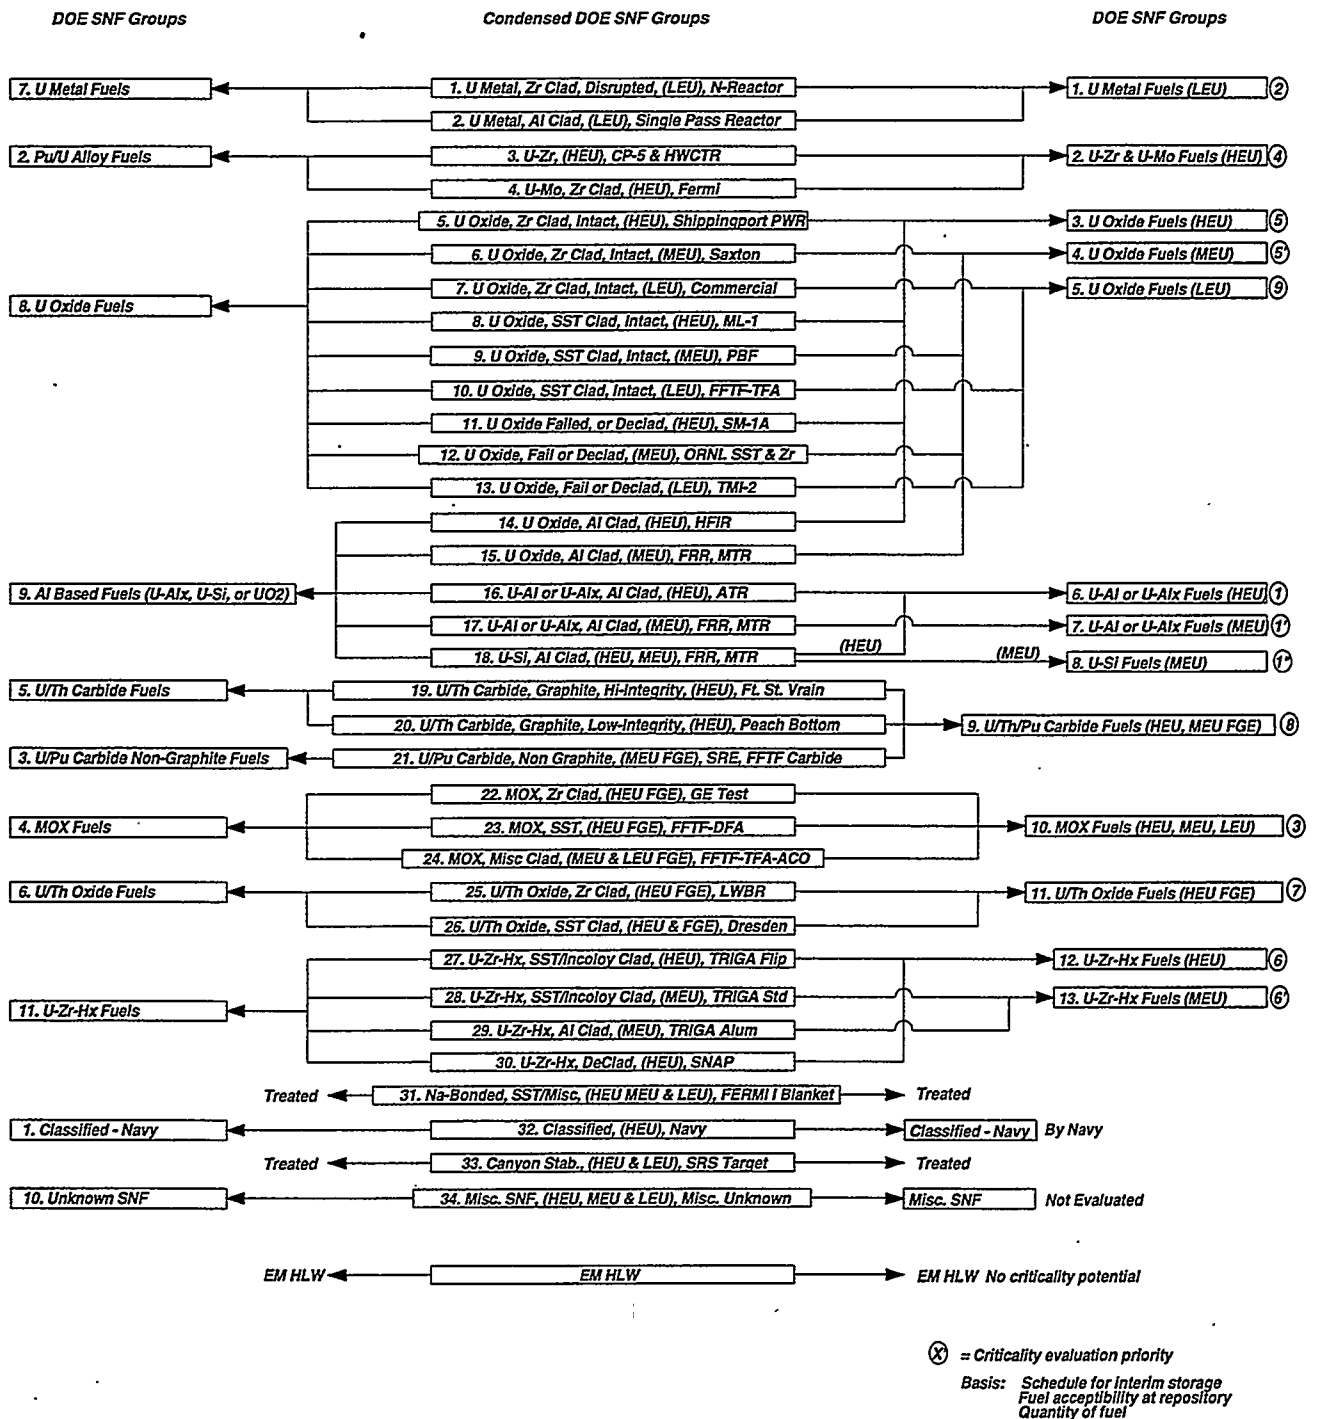 DOE SNF Groups
Condensed DOE SNF Groups
DOE SNF Groups
7. U Metal Fuels
1. U Metal, Zr Clad, Disrupted, (LEU), N-Reactor
1. U Metal Fuels (LEU)
2
2. U Metal, Al Clad, (LEU), Single Pass Reactor
2. Pu/U Alloy Fuels
3. U-Zr, (HEU), CP-5 & HWCTR
2. U-Zr & U-Mo Fuels (HEU)
4
4. U-Mo, Zr Clad, (HEU), Fermi
5. U Oxide, Zr Clad, Intact, (HEU), Shippingport PWR
3. U Oxide Fuels (HEU)
5
6. U Oxide, Zr Clad, Intact, (MEU), Saxton
4. U Oxide Fuels (MEU)
5'
7. U Oxide, Zr Clad, Intact, (LEU), Commercial
5. U Oxide Fuels (LEU)
9
8. U Oxide Fuels
8. U Oxide, SST Clad, Intact, (HEU), ML-1
9. U Oxide, SST Clad, Intact, (MEU), PBF
10. U Oxide, SST Clad, Intact, (LEU), FFTF-TFA
11. U Oxide Failed, or Declad, (HEU), SM-1A
12. U Oxide, Fail or Declad, (MEU), ORNL SST & Zr
13. U Oxide, Fail or Declad, (LEU), TMI-2
14. U Oxide, Al Clad, (HEU), HFIR
15. U Oxide, Al Clad, (MEU), FRR, MTR
9. Al Based Fuels (U-Alx, U-Si, or UO2)
16. U-Al or U-Alx, Al Clad, (HEU), ATR
6. U-Al or U-Alx Fuels (HEU)
1
17. U-Al or U-Alx, Al Clad, (MEU), FRR, MTR
7. U-Al or U-Alx Fuels (MEU)
1'
18. U-Si, Al Clad, (HEU, MEU), FRR, MTR
(HEU)
(MEU)
8. U-Si Fuels (MEU)
1"
5. U/Th Carbide Fuels
19. U/Th Carbide, Graphite, Hi-Integrity, (HEU), Ft. St. Vrain
20. U/Th Carbide, Graphite, Low-Integrity, (HEU), Peach Bottom
9. U/Th/Pu Carbide Fuels (HEU, MEU FGE)
8
3. U/Pu Carbide Non-Graphite Fuels
21. U/Pu Carbide, Non Graphite, (MEU FGE), SRE, FFTF Carbide
22. MOX, Zr Clad, (HEU FGE), GE Test
4. MOX Fuels
23. MOX, SST, (HEU FGE), FFTF-DFA
10. MOX Fuels (HEU, MEU, LEU)
3
24. MOX, Misc Clad, (MEU & LEU FGE), FFTF-TFA-ACO
6. U/Th Oxide Fuels
25. U/Th Oxide, Zr Clad, (HEU FGE), LWBR
11. U/Th Oxide Fuels (HEU FGE)
7
26. U/Th Oxide, SST Clad, (HEU & FGE), Dresden
27. U-Zr-Hx, SST/Incoloy Clad, (HEU), TRIGA Flip
12. U-Zr-Hx Fuels (HEU)
6
11. U-Zr-Hx Fuels
28. U-Zr-Hx, SST/Incoloy Clad, (MEU), TRIGA Std
13. U-Zr-Hx Fuels (MEU)
6'
29. U-Zr-Hx, Al Clad, (MEU), TRIGA Alum
30. U-Zr-Hx, DeClad, (HEU), SNAP
Treated
31. Na-Bonded, SST/Misc, (HEU MEU & LEU), FERMI I Blanket
Treated
1. Classified - Navy
32. Classified, (HEU), Navy
Classified - Navy
By Navy
Treated
33. Canyon Stab., (HEU & LEU), SRS Target
Treated
10. Unknown SNF
34. Misc. SNF, (HEU, MEU & LEU), Misc. Unknown
Misc. SNF
Not Evaluated
EM HLW
EM HLW
EM HLW No criticality potential
X' = Criticality evaluation priority
Basis: Schedule for interim storage
Fuel acceptibility at repository
Quantity of fuel